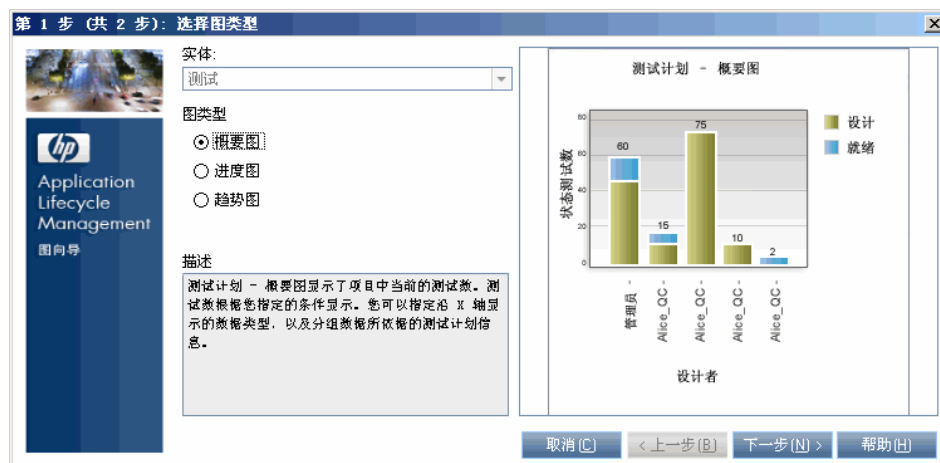 第 1 步 (共 2 步): 选择图类型
实体:
测试
图类型
概要图
进度图
趋势图
描述
测试计划 - 概要图显示了项目中当前的测试数。测
试数根据您指定的条件显示。您可以指定沿 X 轴显
示的数据类型, 以及分组数据所依据的测试计划信
息。
hp
Application
Lifecycle
Management
图向导
测试计划 - 概要图
状态测试数
80
60
40
20
0
60
15
75
10
2
设计
就绪
管理员 -
Alice_QC -
Alice_QC -
Alice_QC -
Alice_QC -
设计者
取消(C)
< 上一步(B)
下一步(N) >
帮助(H)